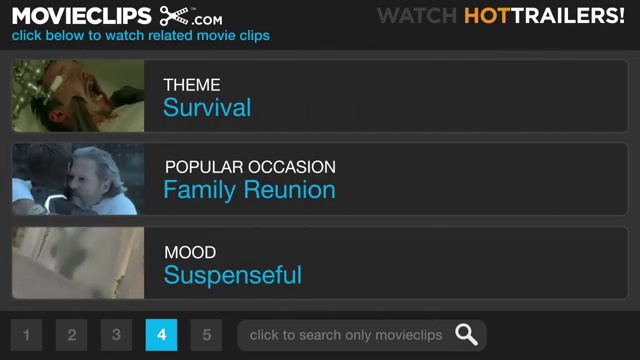 MOVIECLIPS .COM™
WATCH HOTTRAILERS!
click below to watch related movie clips
THEME
Survival
POPULAR OCCASION
Family Reunion
MOOD
Suspenseful
1 2 3 4 5
click to search only movieclips